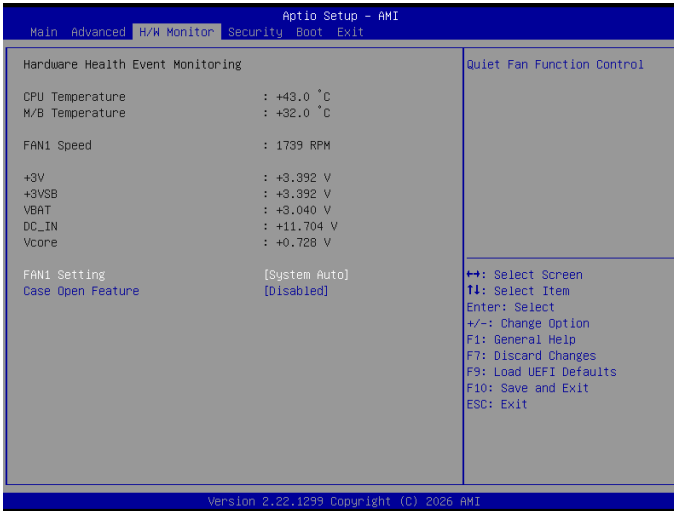 Aptio Setup – AMI
Main Advanced H/W Monitor Security Boot Exit
Hardware Health Event Monitoring
CPU Temperature : +43.0 °C
M/B Temperature : +32.0 °C
FAN1 Speed : 1739 RPM
+3V : +3.392 V
+3VSB : +3.392 V
VBAT : +3.040 V
DC_IN : +11.704 V
Vcore : +0.728 V
FAN1 Setting [System Auto]
Case Open Feature [Disabled]
Quiet Fan Function Control
↔: Select Screen
↑↓: Select Item
Enter: Select
+/-: Change Option
F1: General Help
F7: Discard Changes
F9: Load UEFI Defaults
F10: Save and Exit
ESC: Exit
Version 2.22.1299 Copyright (C) 2026 AMI